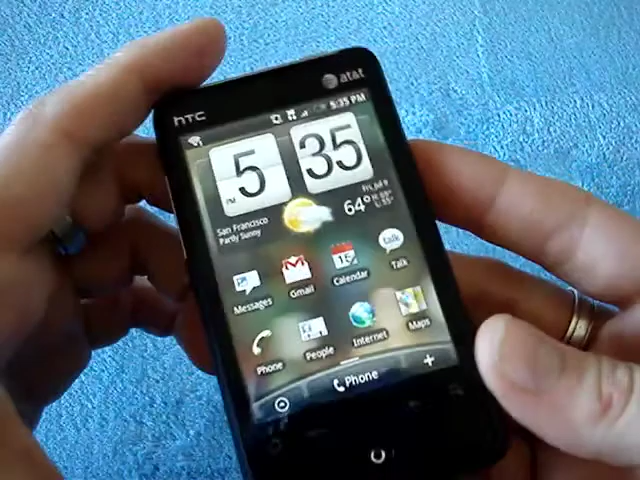 hTC
at&t
5:35 PM
5
35
PM
San Francisco
Partly Sunny
64°
Messages
Gmail
Calendar
talk
Talk
Phone
People
Internet
Maps
Phone